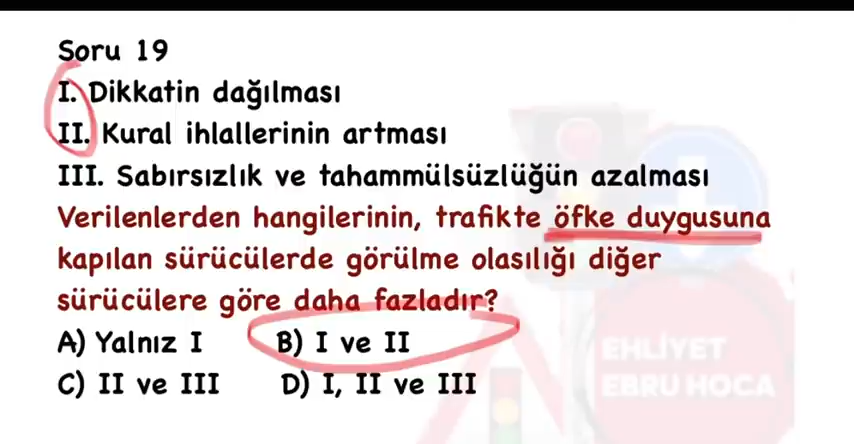 Soru 19
I. Dikkatin dağılması
II. Kural ihlallerinin artması
III. Sabırsızlık ve tahammülsüzlüğün azalması
Verilenlerden hangilerinin, trafikte öfke duygusuna
kapılan sürücülerde görülme olasılığı diğer
sürücülere göre daha fazladır?
A) Yalnız I B) I ve II
C) II ve III D) I, II ve III
EHLİYET
EBRU HOCA